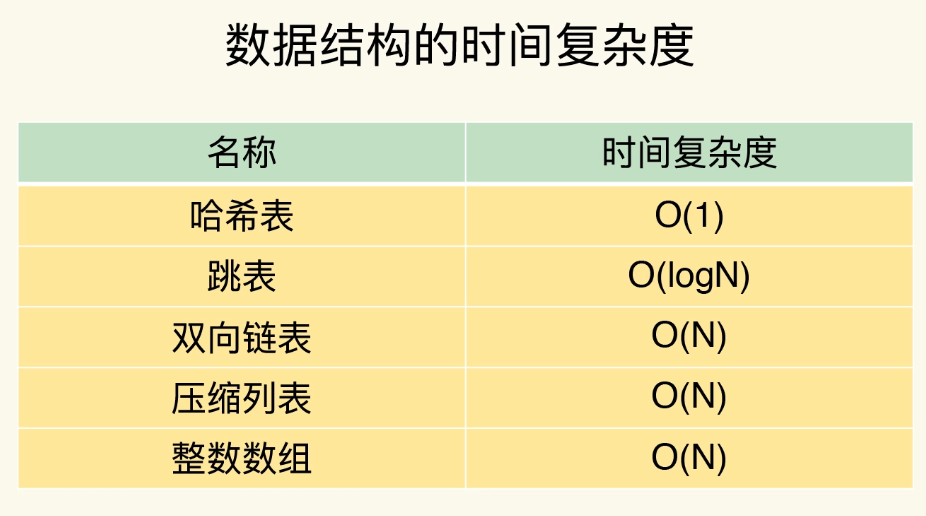 数据结构的时间复杂度
名称 时间复杂度
哈希表 O(1)
跳表 O(logN)
双向链表 O(N)
压缩列表 O(N)
整数数组 O(N)